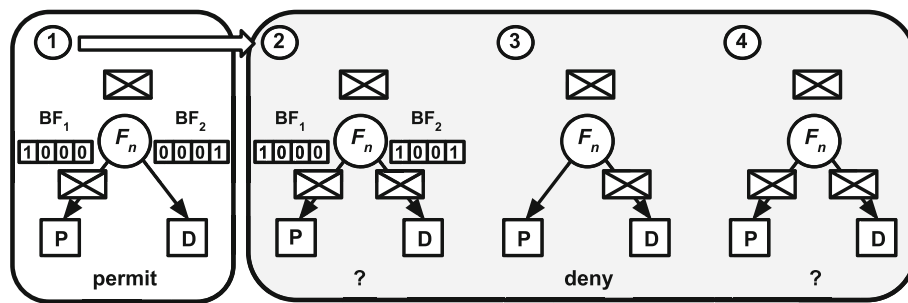 1 2 3 4
BF1 BF2 BF1 BF2
Fn Fn Fn Fn
1000 0001 1000 1001
P D P D P D P D
permit ? deny ?